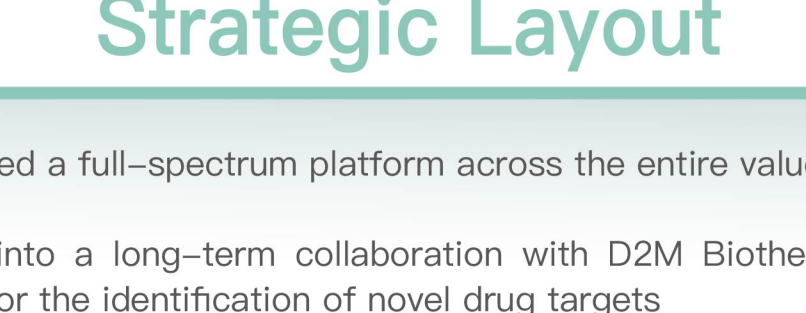 Strategic Layout
ed a full–spectrum platform across the entire valu
into a long–term collaboration with D2M Biothe
or the identification of novel drug targets